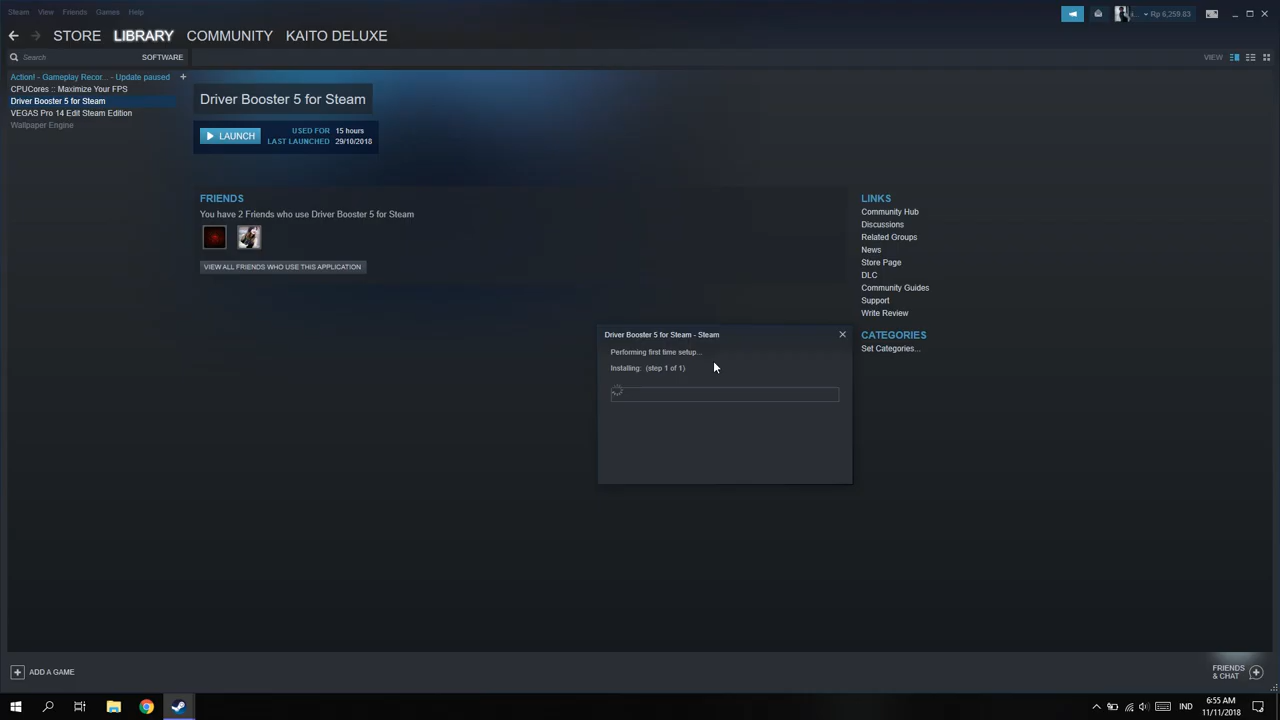 Steam View Friends Games Help
Rp 6,259.83
STORE LIBRARY COMMUNITY KAITO DELUXE
Search SOFTWARE VIEW
Action! - Gameplay Recor... - Update paused
CPUCores :: Maximize Your FPS
Driver Booster 5 for Steam
VEGAS Pro 14 Edit Steam Edition
Wallpaper Engine
Driver Booster 5 for Steam
LAUNCH
USED FOR 15 hours
LAST LAUNCHED 29/10/2018
FRIENDS
You have 2 Friends who use Driver Booster 5 for Steam
VIEW ALL FRIENDS WHO USE THIS APPLICATION
LINKS
Community Hub
Discussions
Related Groups
News
Store Page
DLC
Community Guides
Support
Write Review
CATEGORIES
Set Categories...
Driver Booster 5 for Steam - Steam
Performing first time setup...
Installing: (step 1 of 1)
ADD A GAME
FRIENDS
& CHAT
IND
6:55 AM
11/11/2018